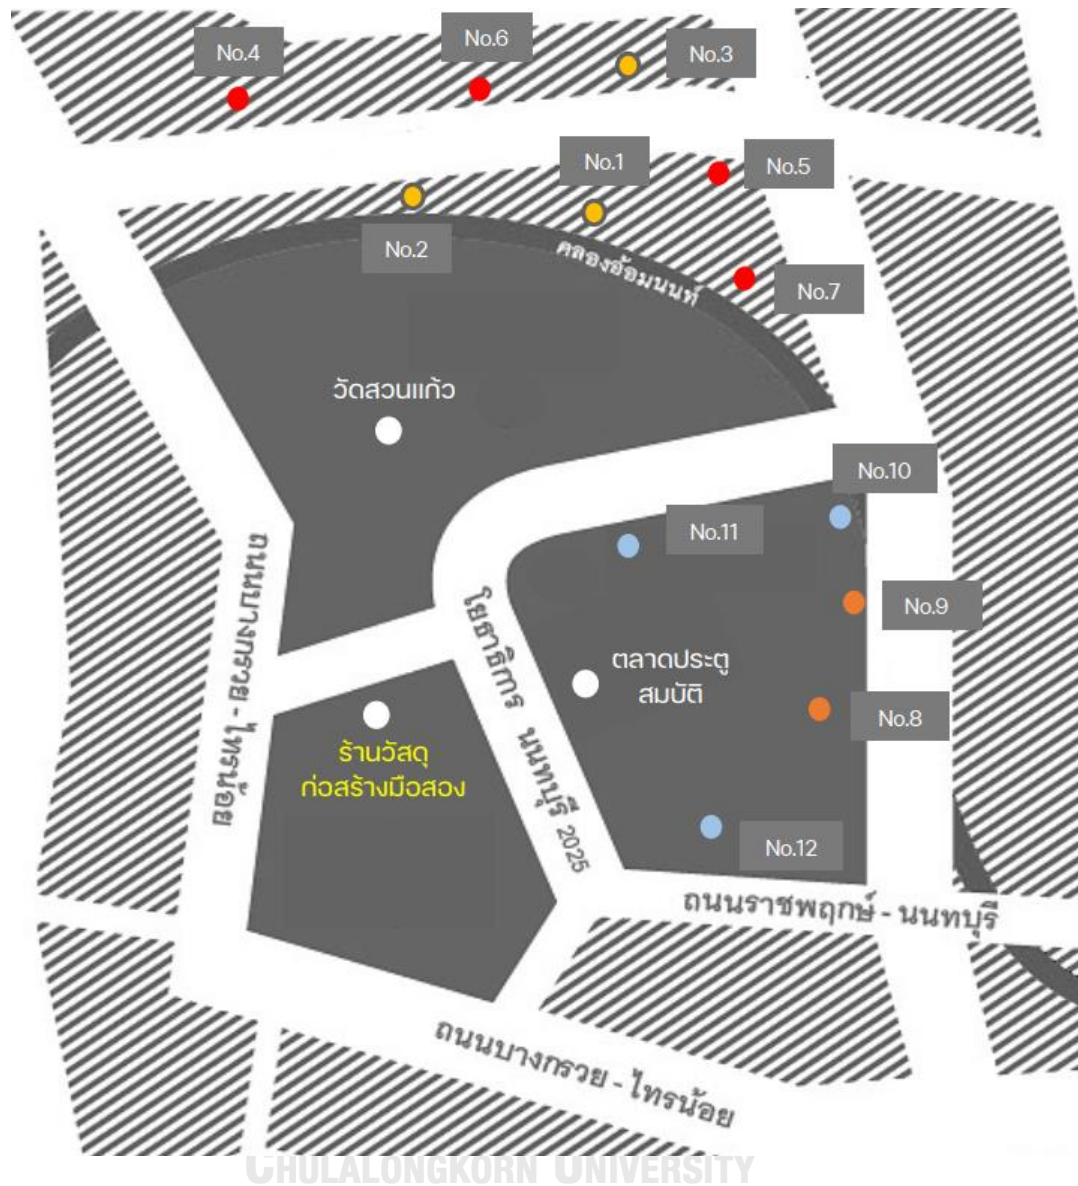 No.4
No.6
No.3
No.1
No.5
No.2
คลองอ้อมนนท์
No.7
วัดสวนแก้ว
No.10
No.11
ถนนบางกรวย - ไทรน้อย
โยธาธิการ นนทบุรี 2025
No.9
ตลาดประตู
สมบัติ
No.8
ร้านวัสดุ
ก่อสร้างมือสอง
No.12
ถนนราชพฤกษ์ - นนทบุรี
ถนนบางกรวย - ไทรน้อย
CHULALONGKORN UNIVERSITY